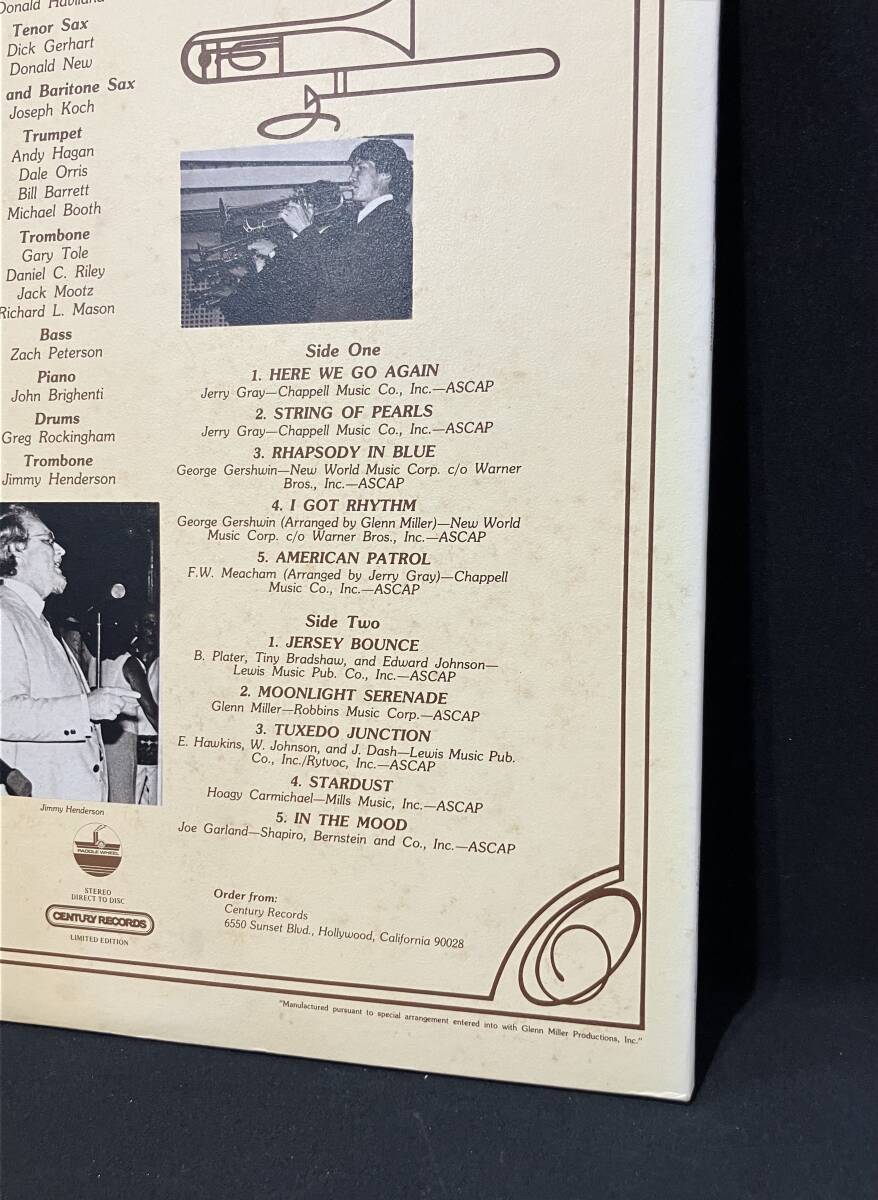 Donald
Tenor Sax
Dick Gerhart
Donald New
and Baritone Sax
Joseph Koch
Trumpet
Andy Hagan
Dale Orris
Bill Barrett
Michael Booth
Trombone
Gary Tole
Daniel C. Riley
Jack Mootz
Richard L. Mason
Bass
Zach Peterson
Piano
John Brighenti
Drums
Greg Rockingham
Trombone
Jimmy Henderson
Jimmy Henderson
PADDLE WHEEL
STEREO
DIRECT TO DISC
CENTURY RECORDS
LIMITED EDITION
Side One
1. HERE WE GO AGAIN
Jerry Gray—Chappell Music Co., Inc.—ASCAP
2. STRING OF PEARLS
Jerry Gray—Chappell Music Co., Inc.—ASCAP
3. RHAPSODY IN BLUE
George Gershwin—New World Music Corp. c/o Warner
Bros., Inc.—ASCAP
4. I GOT RHYTHM
George Gershwin (Arranged by Glenn Miller)—New World
Music Corp. c/o Warner Bros., Inc.—ASCAP
5. AMERICAN PATROL
F.W. Meacham (Arranged by Jerry Gray)—Chappell
Music Co., Inc.—ASCAP
Side Two
1. JERSEY BOUNCE
B. Plater, Tiny Bradshaw, and Edward Johnson—
Lewis Music Pub. Co., Inc.—ASCAP
2. MOONLIGHT SERENADE
Glenn Miller—Robbins Music Corp.—ASCAP
3. TUXEDO JUNCTION
E. Hawkins, W. Johnson, and J. Dash—Lewis Music Pub.
Co., Inc./Rytvoc, Inc.—ASCAP
4. STARDUST
Hoagy Carmichael—Mills Music, Inc.—ASCAP
5. IN THE MOOD
Joe Garland—Shapiro, Bernstein and Co., Inc.—ASCAP
Order from:
Century Records
6550 Sunset Blvd., Hollywood, California 90028
"Manufactured pursuant to special arrangement entered into with Glenn Miller Productions, Inc."